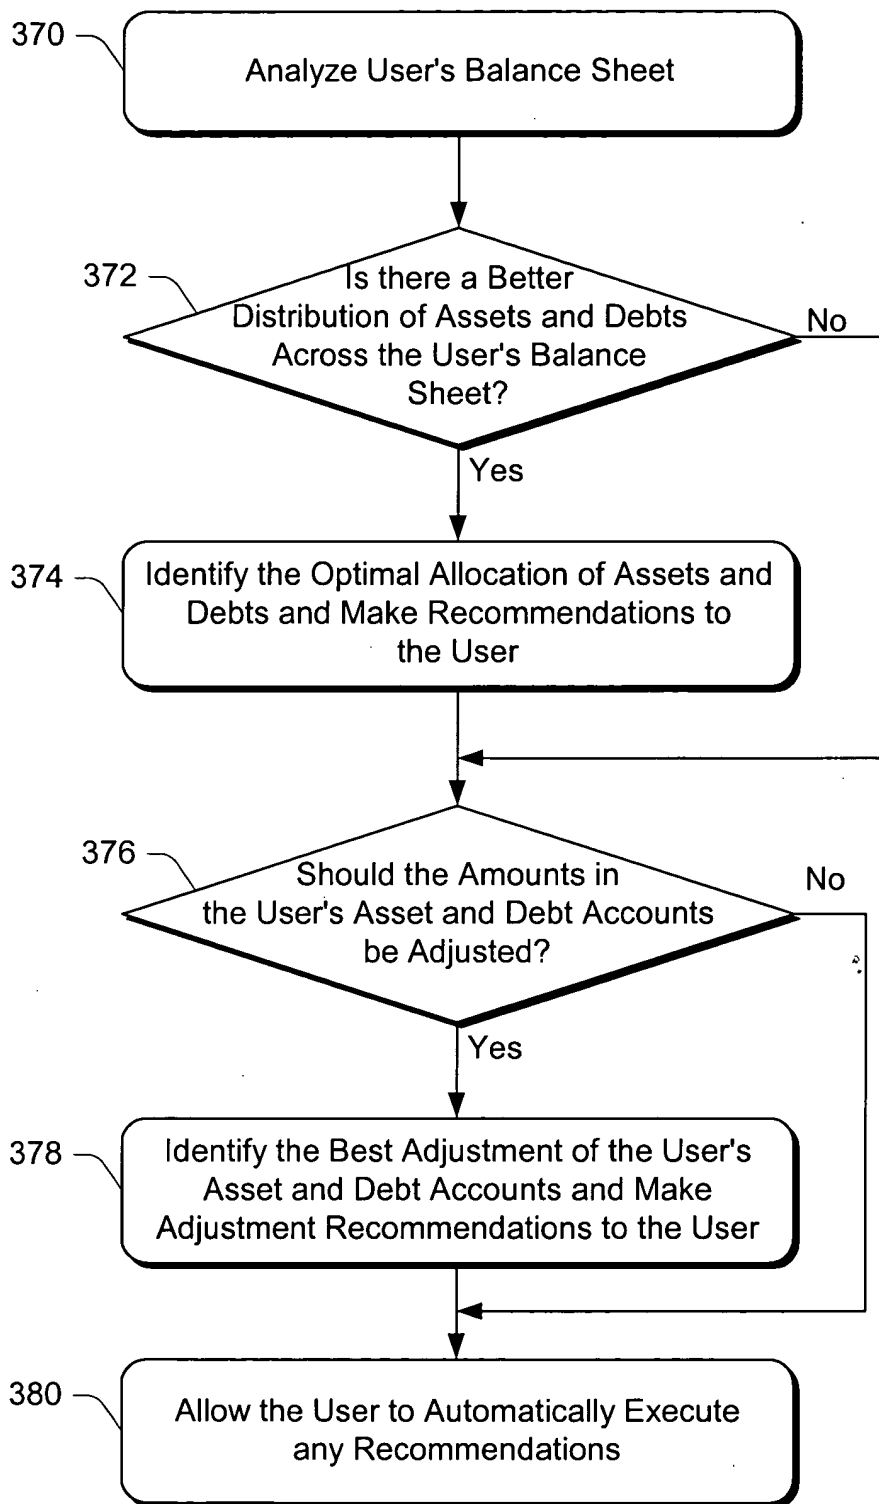 370
Analyze User's Balance Sheet
372
Is there a Better
Distribution of Assets and Debts
Across the User's Balance
Sheet?
No
Yes
374
Identify the Optimal Allocation of Assets and
Debts and Make Recommendations to
the User
376
Should the Amounts in
the User's Asset and Debt Accounts
be Adjusted?
No
Yes
378
Identify the Best Adjustment of the User's
Asset and Debt Accounts and Make
Adjustment Recommendations to the User
380
Allow the User to Automatically Execute
any Recommendations